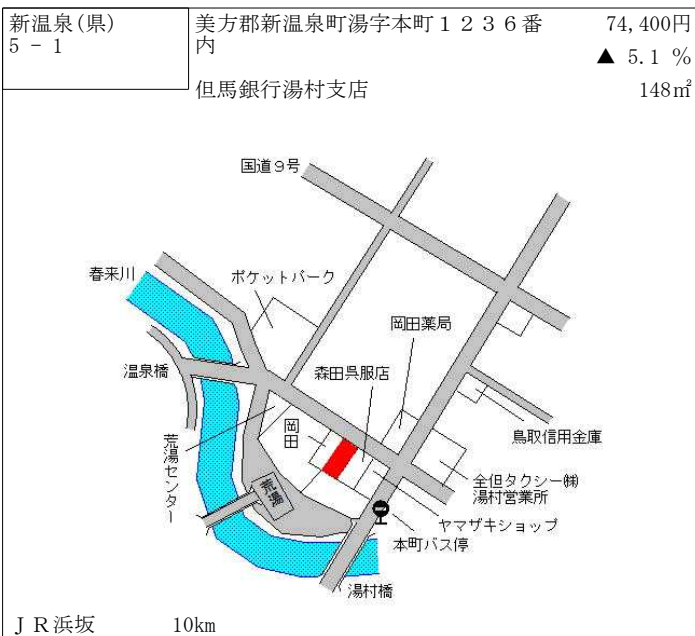 新温泉(県)
5 － 1
美方郡新温泉町湯字本町１２３６番
内
但馬銀行湯村支店
74,400円
▲ 5.1 %
148㎡
国道９号
春来川
ポケットパーク
岡田薬局
温泉橋
森田呉服店
岡田
鳥取信用金庫
荒湯センター
荒湯
全但タクシー㈱
湯村営業所
ヤマザキショップ
本町バス停
湯村橋
ＪＲ浜坂 10km